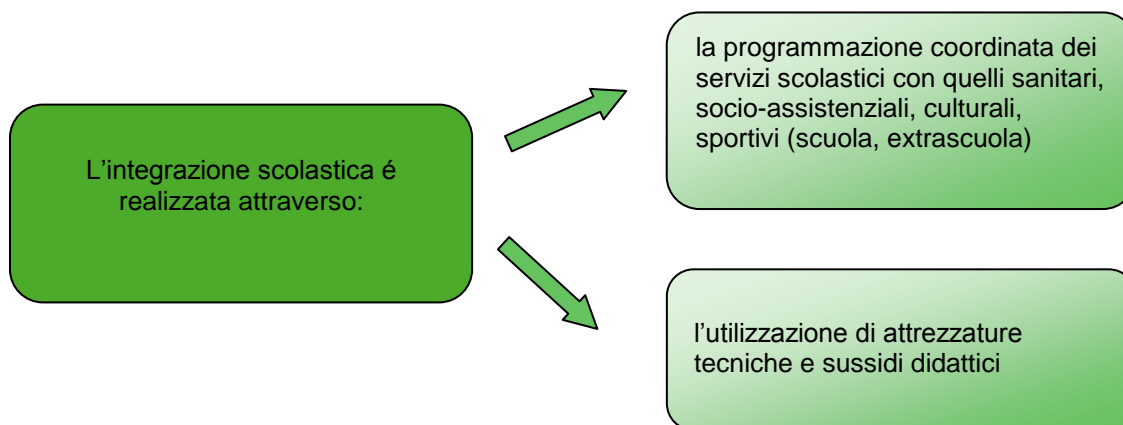 L’integrazione scolastica é
realizzata attraverso:
la programmazione coordinata dei
servizi scolastici con quelli sanitari,
socio-assistenziali, culturali,
sportivi (scuola, extrascuola)
l’utilizzazione di attrezzature
tecniche e sussidi didattici